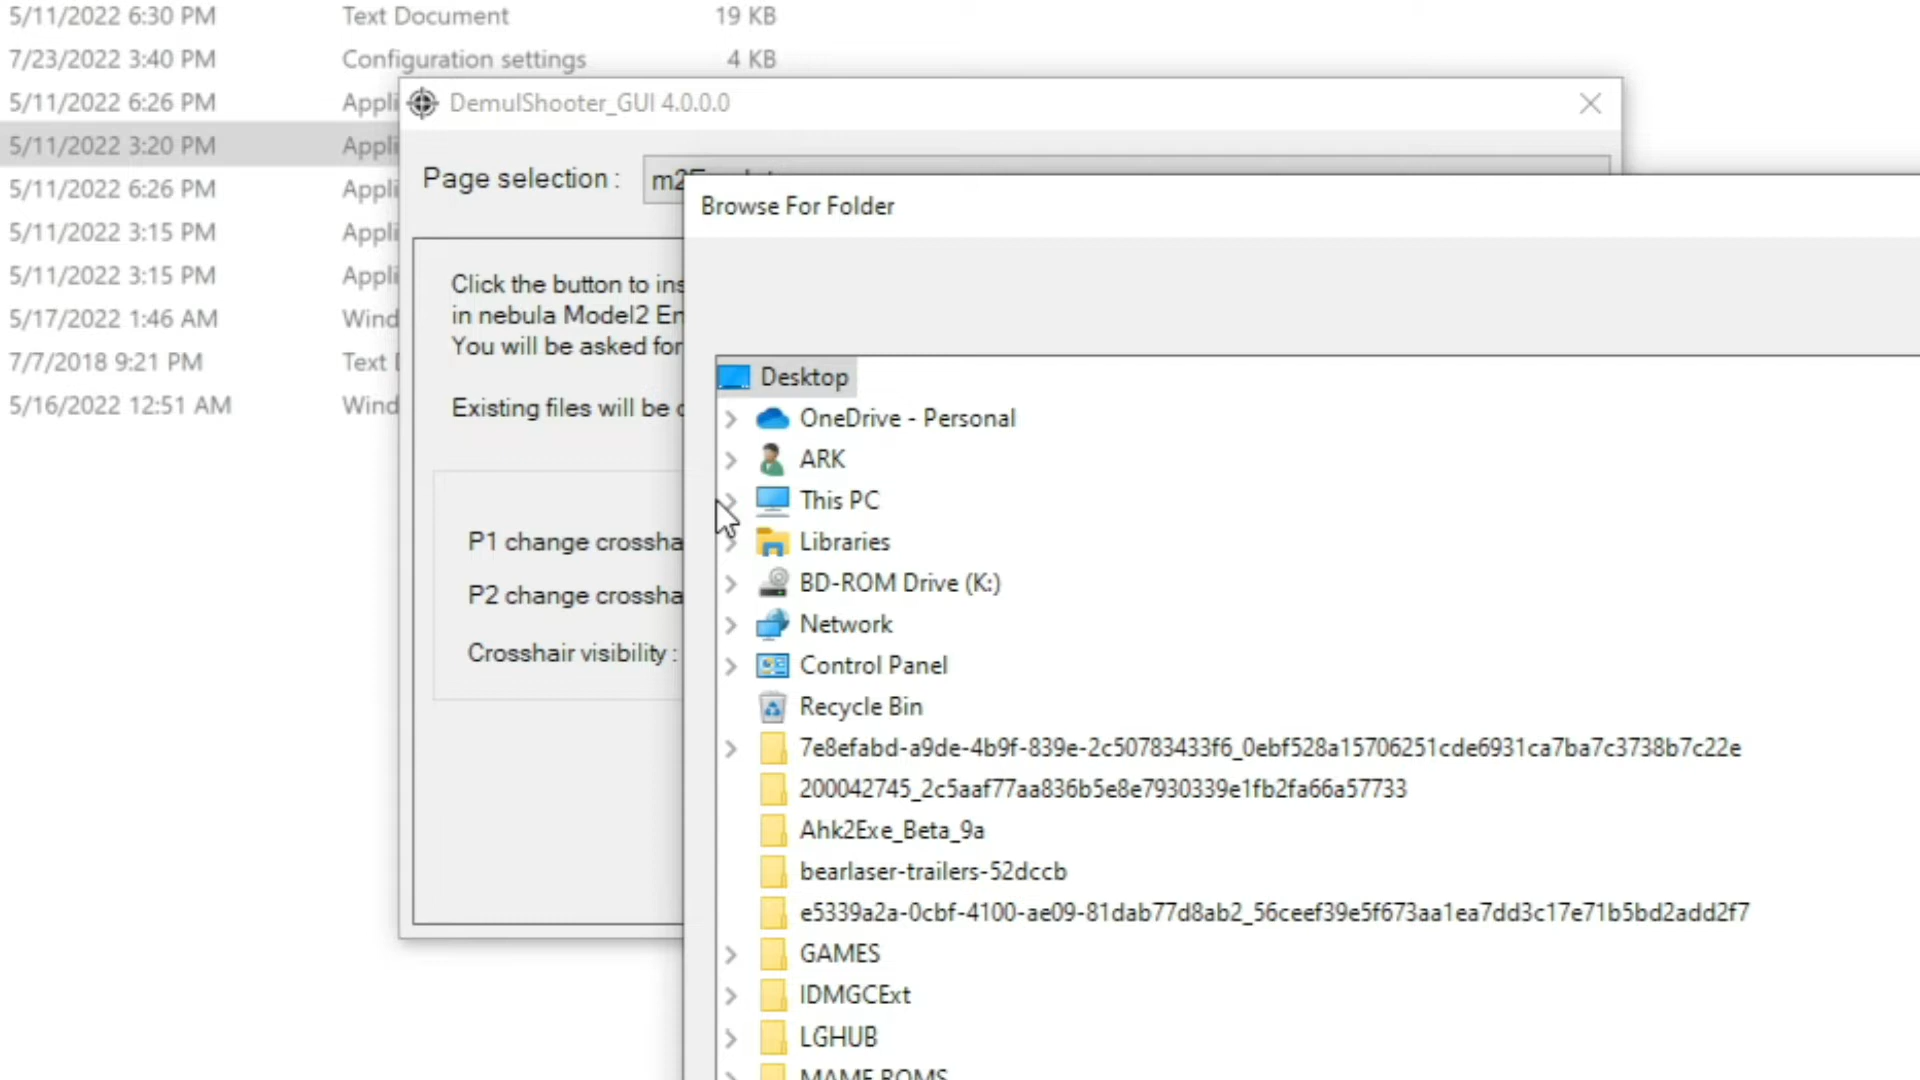 5/11/2022 6:30 PM Text Document 19 KB
7/23/2022 3:40 PM Configuration settings 4 KB
5/11/2022 6:26 PM Appli
5/11/2022 3:20 PM Appli
5/11/2022 6:26 PM Appli
5/11/2022 3:15 PM Appli
5/11/2022 3:15 PM Appli
5/17/2022 1:46 AM Wind
7/7/2018 9:21 PM Text
5/16/2022 12:51 AM Wind
DemulShooter_GUI 4.0.0.0
Page selection :
Click the button to ins
in nebula Model2 En
You will be asked for
Existing files will be
P1 change crossha
P2 change crossha
Crosshair visibility :
Browse For Folder
Desktop
OneDrive - Personal
ARK
This PC
Libraries
BD-ROM Drive (K:)
Network
Control Panel
Recycle Bin
7e8efabd-a9de-4b9f-839e-2c50783433f6_0ebf528a15706251cde6931ca7ba7c3738b7c22e
200042745_2c5aaf77aa836b5e8e7930339e1fb2fa66a57733
Ahk2Exe_Beta_9a
bearlaser-trailers-52dccb
e5339a2a-0cbf-4100-ae09-81dab77d8ab2_56ceef39e5f673aa1ea7dd3c17e71b5bd2add2f7
GAMES
IDMGCExt
LGHUB
MAME ROMS